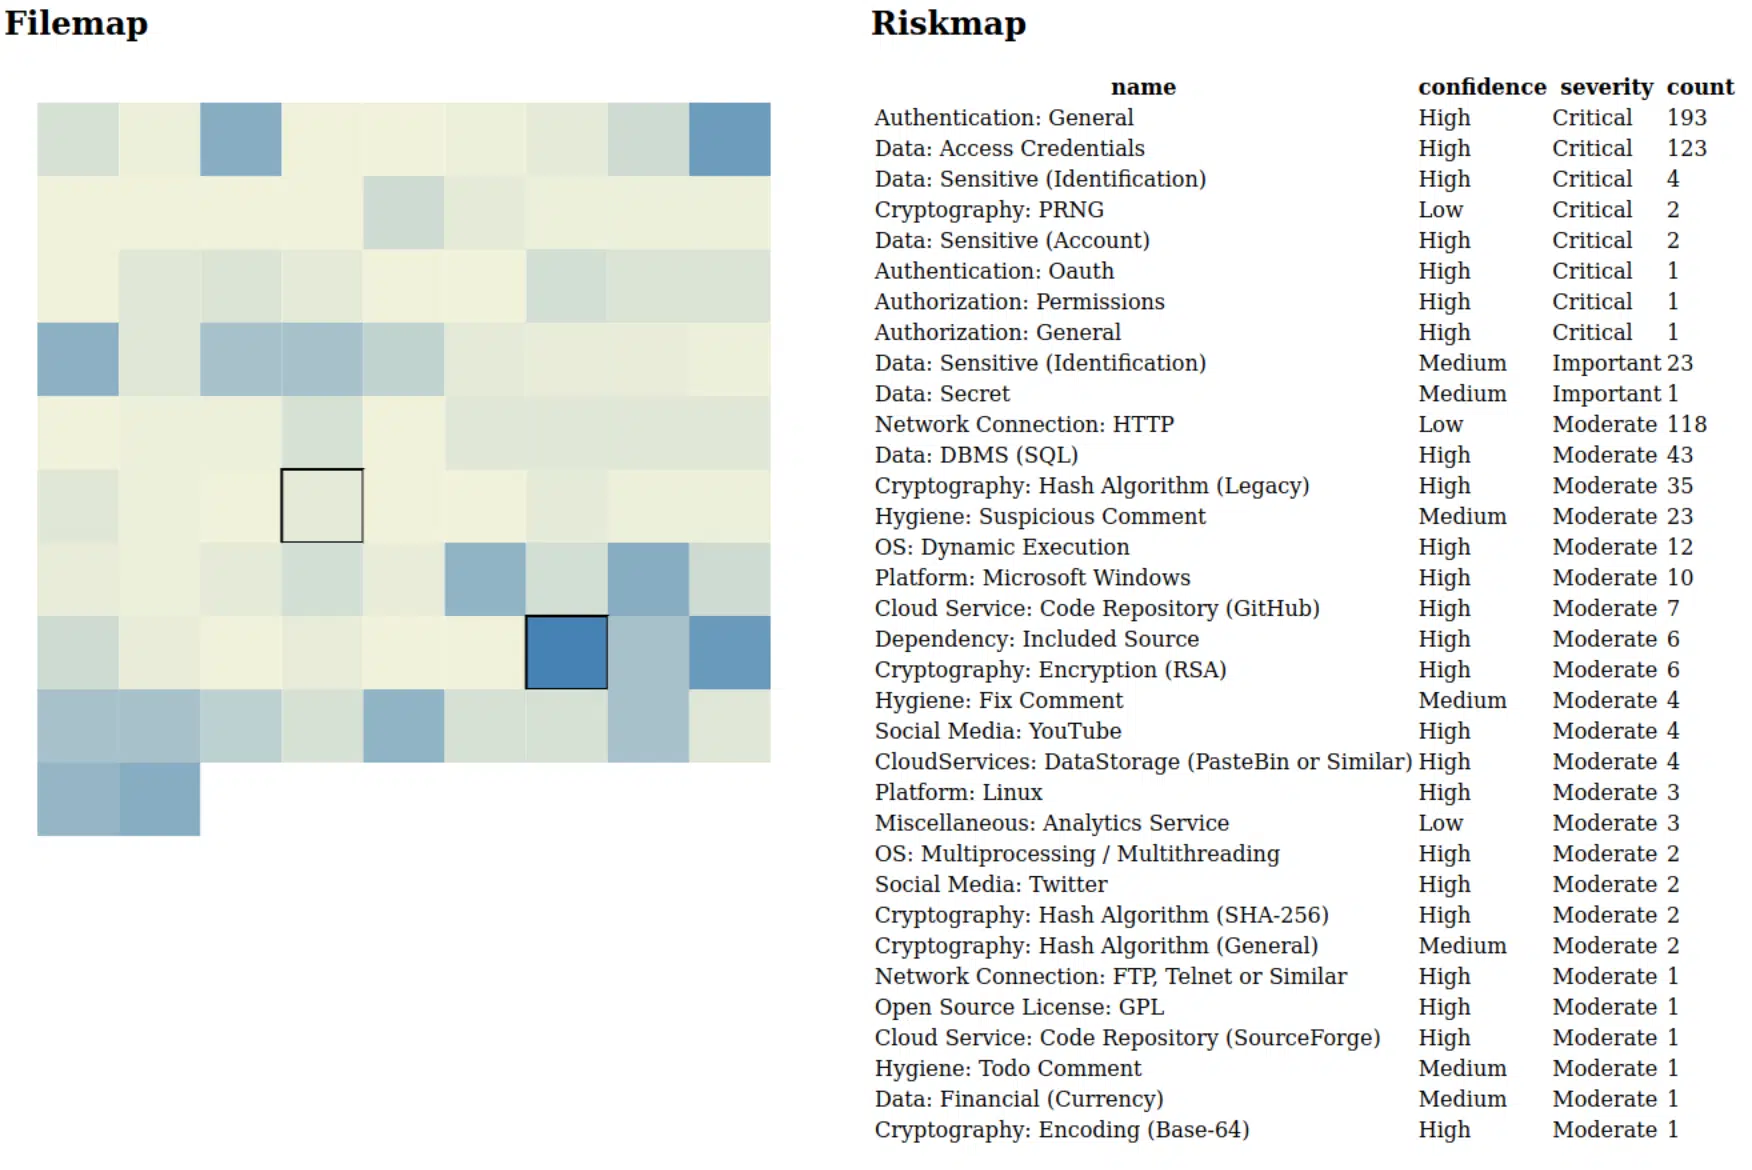 Filemap
Riskmap
name confidence severity count
Authentication: General High Critical 193
Data: Access Credentials High Critical 123
Data: Sensitive (Identification) High Critical 4
Cryptography: PRNG Low Critical 2
Data: Sensitive (Account) High Critical 2
Authentication: Oauth High Critical 1
Authorization: Permissions High Critical 1
Authorization: General High Critical 1
Data: Sensitive (Identification) Medium Important 23
Data: Secret Medium Important 1
Network Connection: HTTP Low Moderate 118
Data: DBMS (SQL) High Moderate 43
Cryptography: Hash Algorithm (Legacy) High Moderate 35
Hygiene: Suspicious Comment Medium Moderate 23
OS: Dynamic Execution High Moderate 12
Platform: Microsoft Windows High Moderate 10
Cloud Service: Code Repository (GitHub) High Moderate 7
Dependency: Included Source High Moderate 6
Cryptography: Encryption (RSA) High Moderate 6
Hygiene: Fix Comment Medium Moderate 4
Social Media: YouTube High Moderate 4
CloudServices: DataStorage (PasteBin or Similar) High Moderate 4
Platform: Linux High Moderate 3
Miscellaneous: Analytics Service Low Moderate 3
OS: Multiprocessing / Multithreading High Moderate 2
Social Media: Twitter High Moderate 2
Cryptography: Hash Algorithm (SHA-256) High Moderate 2
Cryptography: Hash Algorithm (General) Medium Moderate 2
Network Connection: FTP, Telnet or Similar High Moderate 1
Open Source License: GPL High Moderate 1
Cloud Service: Code Repository (SourceForge) High Moderate 1
Hygiene: Todo Comment Medium Moderate 1
Data: Financial (Currency) Medium Moderate 1
Cryptography: Encoding (Base-64) High Moderate 1